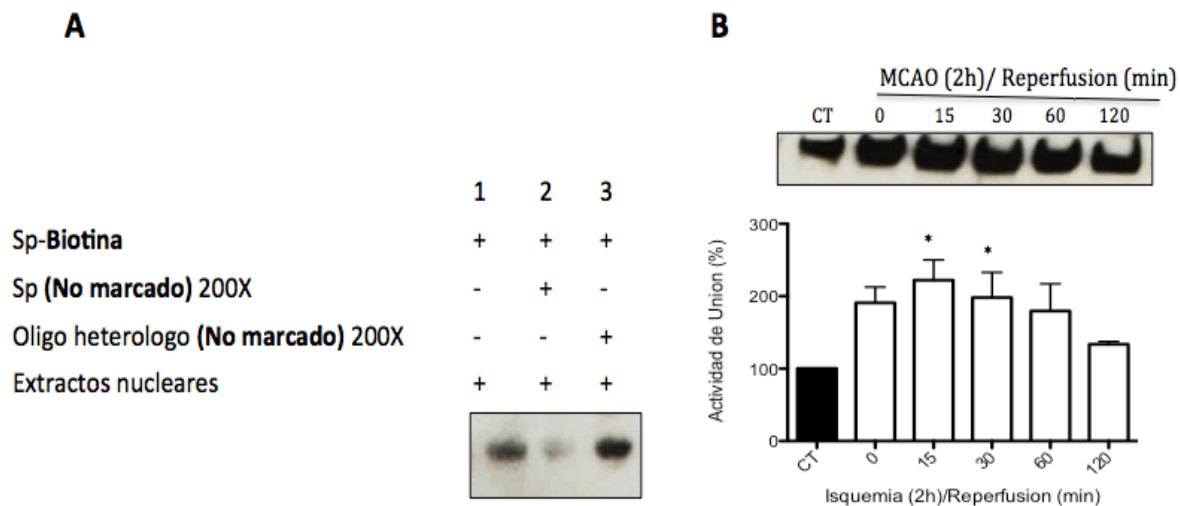 A
1 2 3
Sp-Biotina + + +
Sp (No marcado) 200X - + -
Oligo heterologo (No marcado) 200X - - +
Extractos nucleares + + +
B
MCAO (2h)/ Reperfusion (min)
CT 0 15 30 60 120
Actividad de Union (%)
300
200
100
0
* *
CT 0 15 30 60 120
Isquemia (2h)/Reperfusion (min)